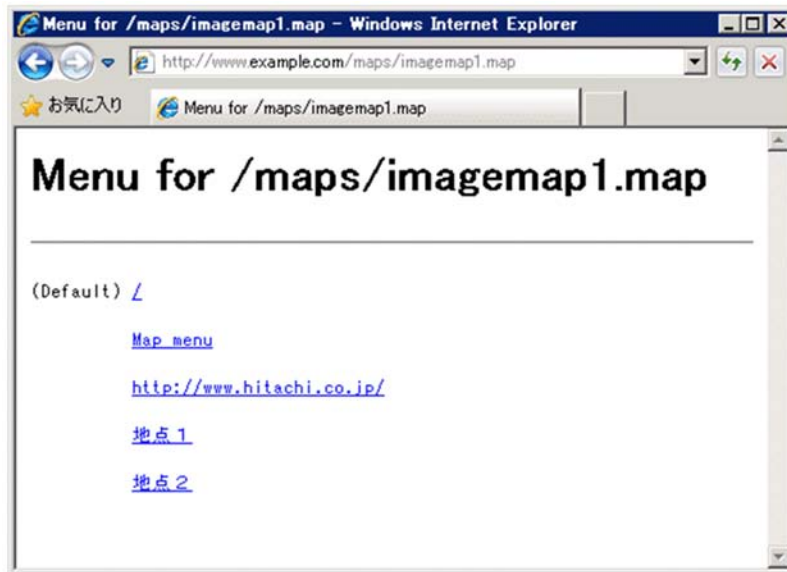 Menu for /maps/imagemap1.map - Windows Internet Explorer
http://www.example.com/maps/imagemap1.map
お気に入り Menu for /maps/imagemap1.map
Menu for /maps/imagemap1.map
(Default) /
Map menu
http://www.hitachi.co.jp/
地点１
地点２